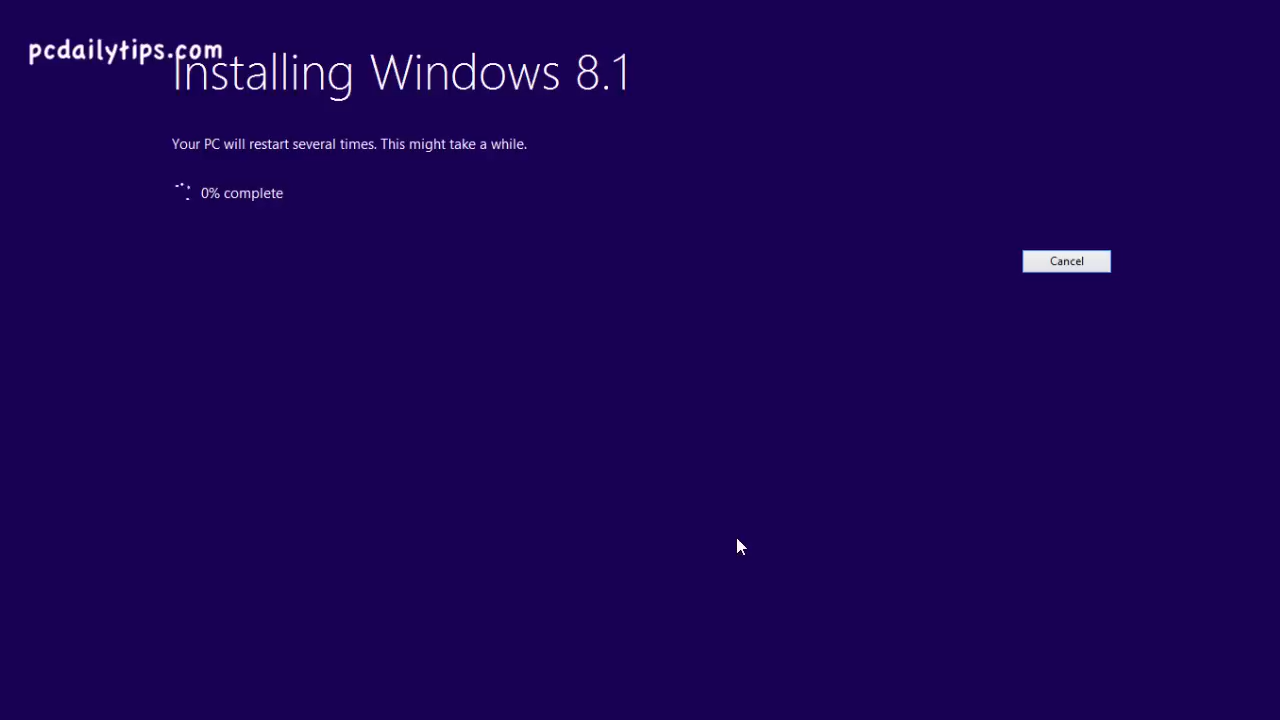 pcdailytips.com
Installing Windows 8.1
Your PC will restart several times. This might take a while.
0% complete
Cancel